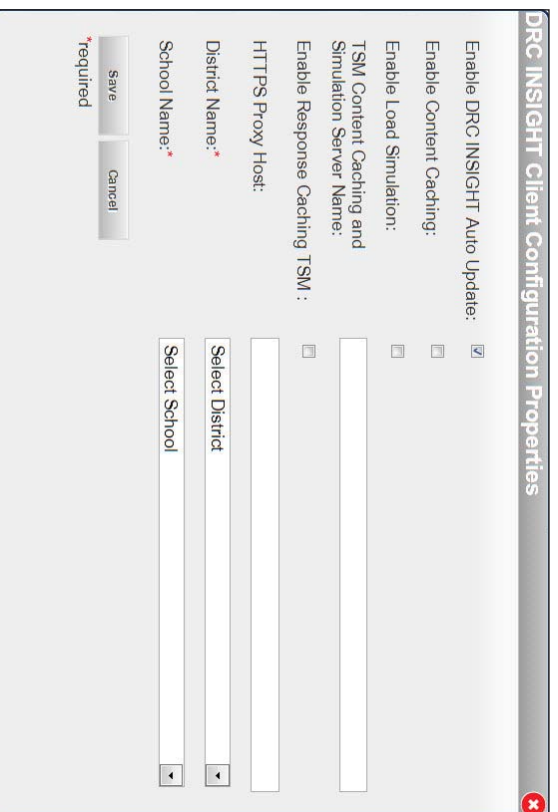 DRC INSIGHT Client Configuration Properties
Enable DRC INSIGHT Auto Update:
Enable Content Caching:
Enable Load Simulation:
TSM Content Caching and
Simulation Server Name:
Enable Response Caching TSM :
HTTPS Proxy Host:
District Name:* Select District
School Name:* Select School
Save Cancel
*required